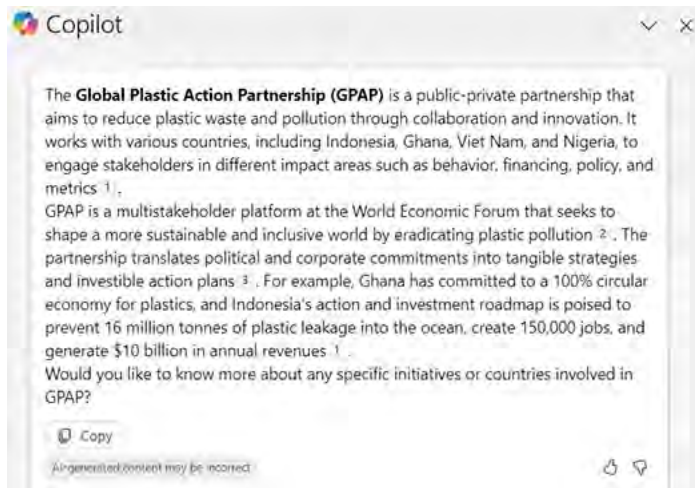 Copilot
The Global Plastic Action Partnership (GPAP) is a public-private partnership that
aims to reduce plastic waste and pollution through collaboration and innovation. It
works with various countries, including Indonesia, Ghana, Viet Nam, and Nigeria, to
engage stakeholders in different impact areas such as behavior, financing, policy, and
metrics 1 .
GPAP is a multistakeholder platform at the World Economic Forum that seeks to
shape a more sustainable and inclusive world by eradicating plastic pollution 2 . The
partnership translates political and corporate commitments into tangible strategies
and investible action plans 3 . For example, Ghana has committed to a 100% circular
economy for plastics, and Indonesia's action and investment roadmap is poised to
prevent 16 million tonnes of plastic leakage into the ocean, create 150,000 jobs, and
generate $10 billion in annual revenues 1 .
Would you like to know more about any specific initiatives or countries involved in
GPAP?
Copy
AI-generated content may be incorrect